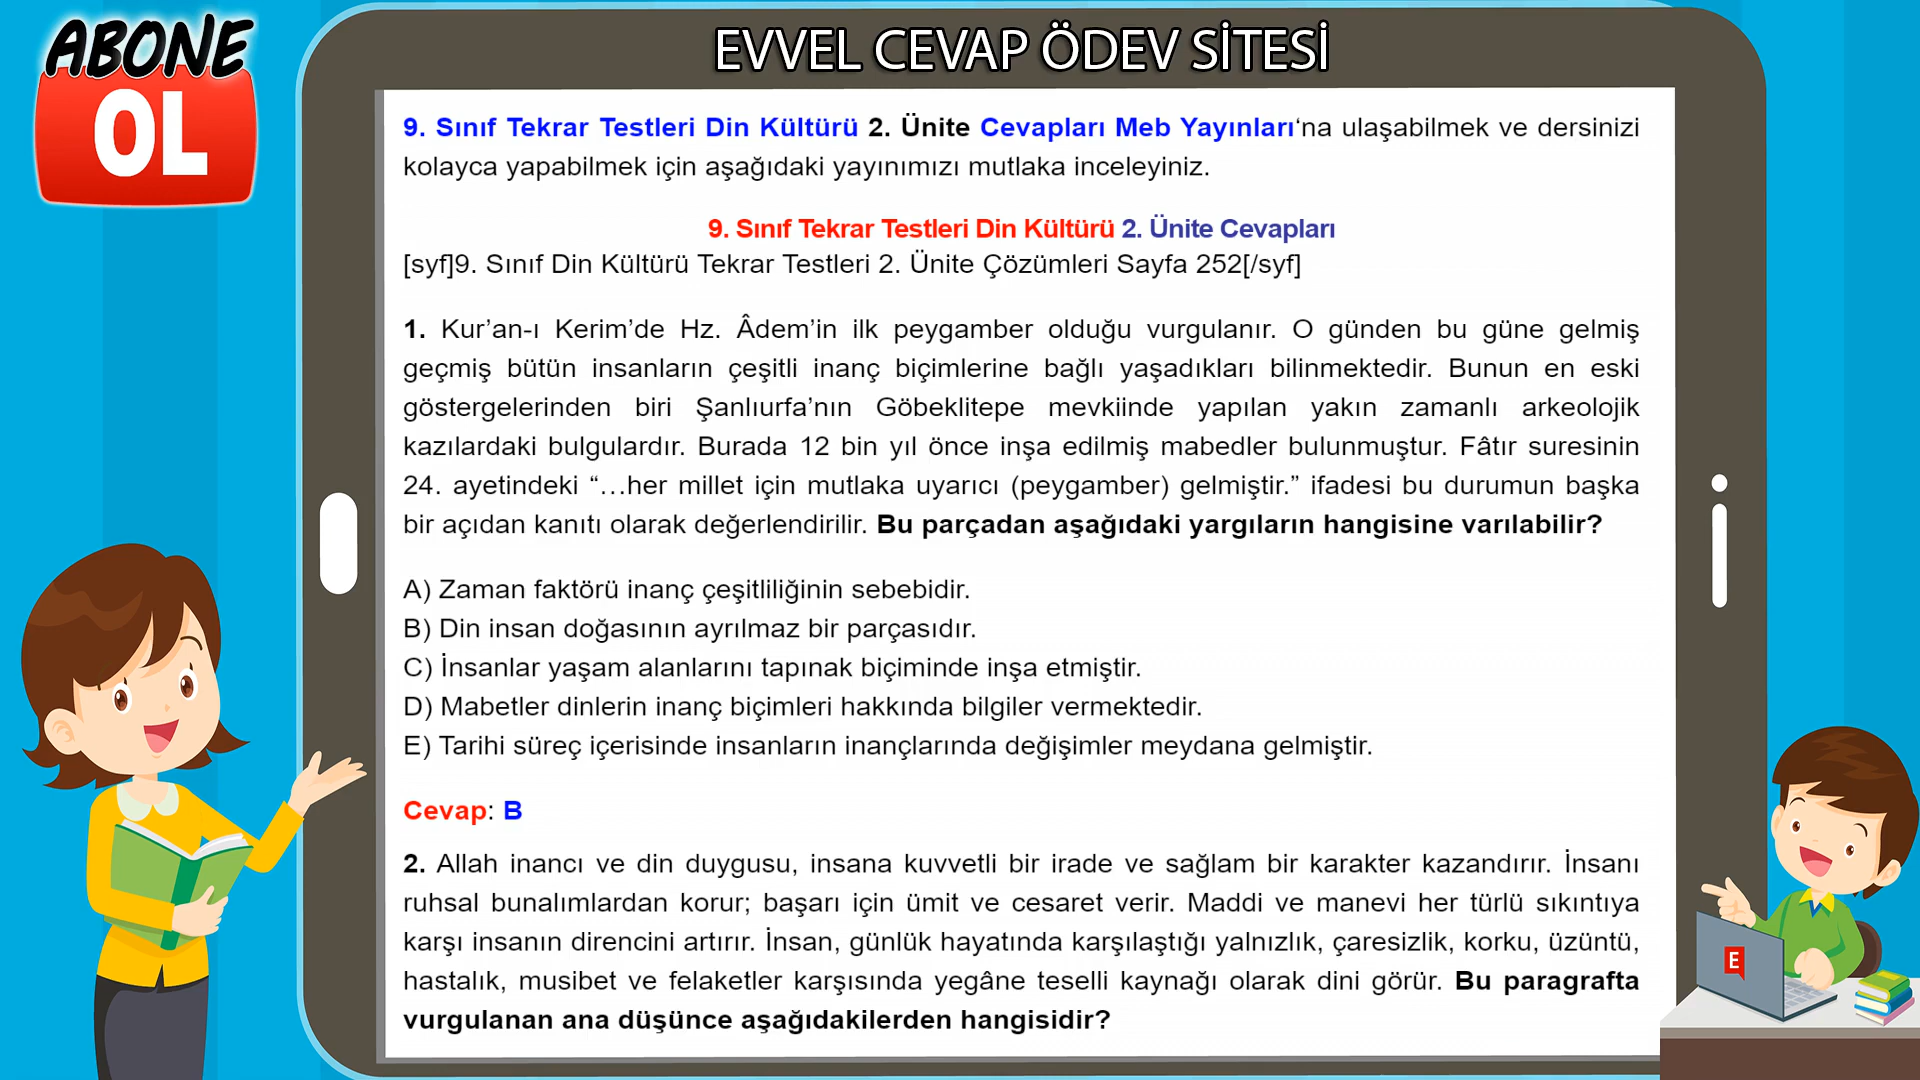 ABONE
OL
EVVEL CEVAP ÖDEV SİTESİ
9. Sınıf Tekrar Testleri Din Kültürü 2. Ünite Cevapları Meb Yayınları‘na ulaşabilmek ve dersinizi
kolayca yapabilmek için aşağıdaki yayınımızı mutlaka inceleyiniz.
9. Sınıf Tekrar Testleri Din Kültürü 2. Ünite Cevapları
[syf]9. Sınıf Din Kültürü Tekrar Testleri 2. Ünite Çözümleri Sayfa 252[/syf]
1. Kur’an-ı Kerim’de Hz. Âdem’in ilk peygamber olduğu vurgulanır. O günden bu güne gelmiş
geçmiş bütün insanların çeşitli inanç biçimlerine bağlı yaşadıkları bilinmektedir. Bunun en eski
göstergelerinden biri Şanlıurfa’nın Göbeklitepe mevkiinde yapılan yakın zamanlı arkeolojik
kazılardaki bulgulardır. Burada 12 bin yıl önce inşa edilmiş mabedler bulunmuştur. Fâtır suresinin
24. ayetindeki “…her millet için mutlaka uyarıcı (peygamber) gelmiştir.” ifadesi bu durumun başka
bir açıdan kanıtı olarak değerlendirilir. Bu parçadan aşağıdaki yargıların hangisine varılabilir?
A) Zaman faktörü inanç çeşitliliğinin sebebidir.
B) Din insan doğasının ayrılmaz bir parçasıdır.
C) İnsanlar yaşam alanlarını tapınak biçiminde inşa etmiştir.
D) Mabetler dinlerin inanç biçimleri hakkında bilgiler vermektedir.
E) Tarihi süreç içerisinde insanların inançlarında değişimler meydana gelmiştir.
Cevap: B
2. Allah inancı ve din duygusu, insana kuvvetli bir irade ve sağlam bir karakter kazandırır. İnsanı
ruhsal bunalımlardan korur; başarı için ümit ve cesaret verir. Maddi ve manevi her türlü sıkıntıya
karşı insanın direncini artırır. İnsan, günlük hayatında karşılaştığı yalnızlık, çaresizlik, korku, üzüntü,
hastalık, musibet ve felaketler karşısında yegâne teselli kaynağı olarak dini görür. Bu paragrafta
vurgulanan ana düşünce aşağıdakilerden hangisidir?
E